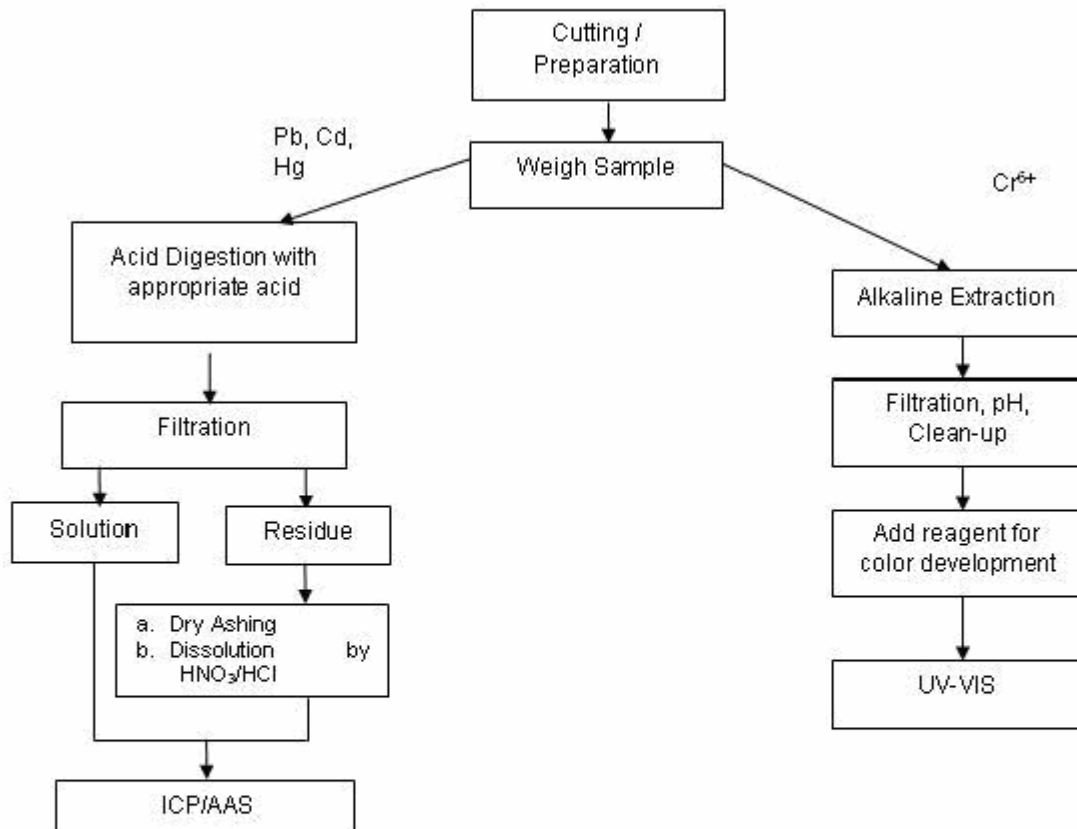 Cutting /
Preparation
Pb, Cd,
Hg
Weigh Sample
Cr⁶⁺
Acid Digestion with
appropriate acid
Alkaline Extraction
Filtration
Filtration, pH,
Clean-up
Solution
Residue
Add reagent for
color development
a. Dry Ashing
b. Dissolution by
HNO₃/HCl
UV-VIS
ICP/AAS